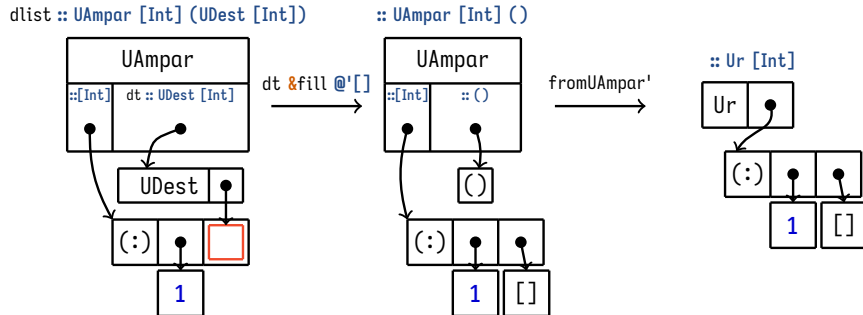 dlist :: UAmpar [Int] (UDest [Int])
:: UAmpar [Int] ()
UAmpar
UAmpar
:: Ur [Int]
dt &fill @'[]
fromUAmpar'
::[Int]
dt :: UDest [Int]
::[Int]
:: ()
Ur
(:)
UDest
()
1
[]
(:)
(:)
1
1
[]